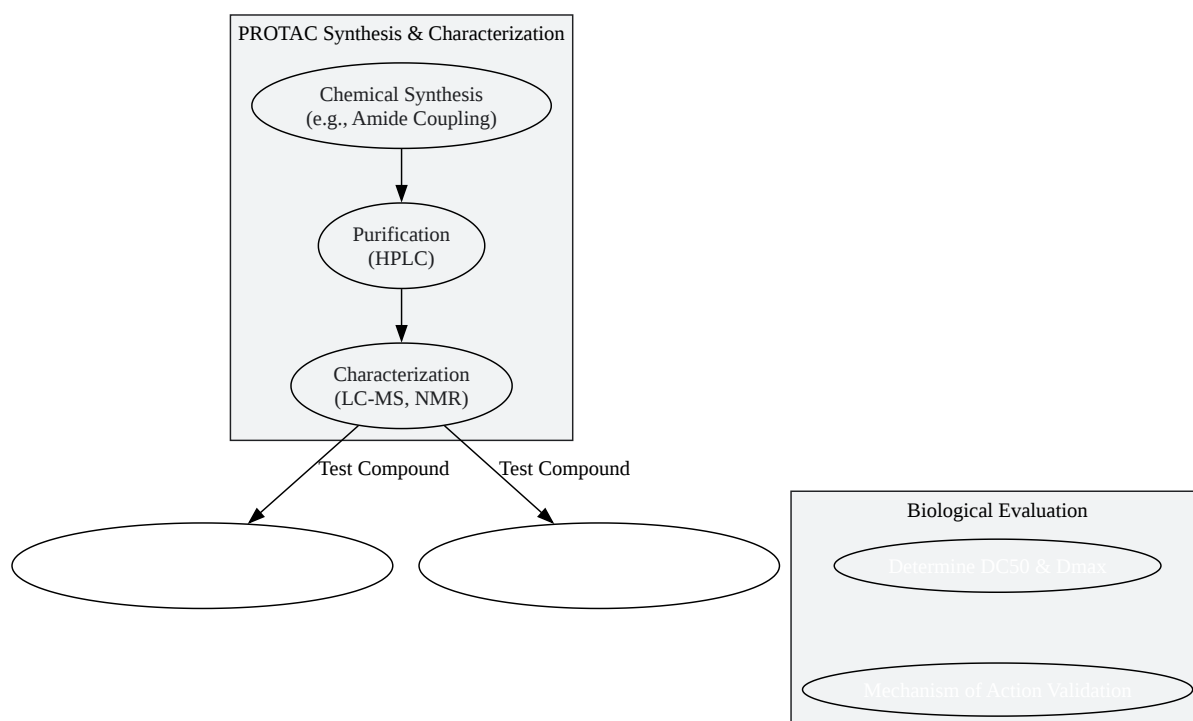 PROTAC Synthesis & Characterization
Chemical Synthesis
(e.g., Amide Coupling)
Purification
(HPLC)
Characterization
(LC-MS, NMR)
Test Compound
Test Compound
Biological Evaluation
Determine DC50 & Dmax
Mechanism of Action Validation